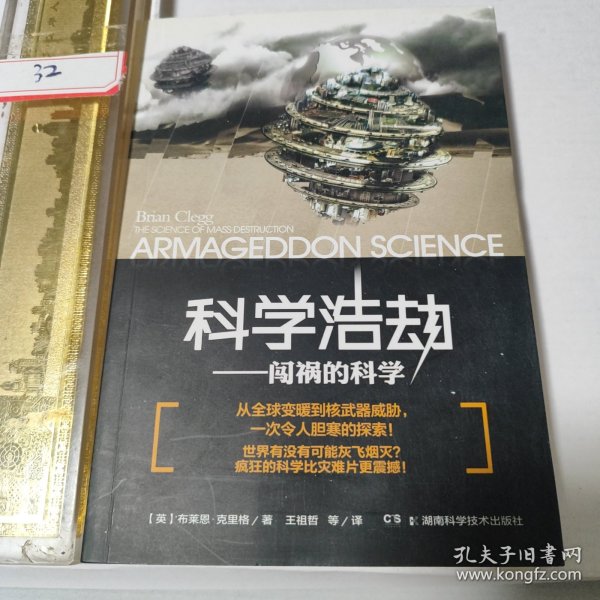 32
Brian Clegg
THE SCIENCE OF MASS DESTRUCTION
ARMAGEDDON SCIENCE
科学浩劫
——闯祸的科学
从全球变暖到核武器威胁，
一次令人胆寒的探索！
世界有没有可能灰飞烟灭？
疯狂的科学比灾难片更震撼！
【英】布莱恩·克里格／著 王祖哲 等／译 CS 湖南科学技术出版社
孔夫子旧书网
www.kongfz.com